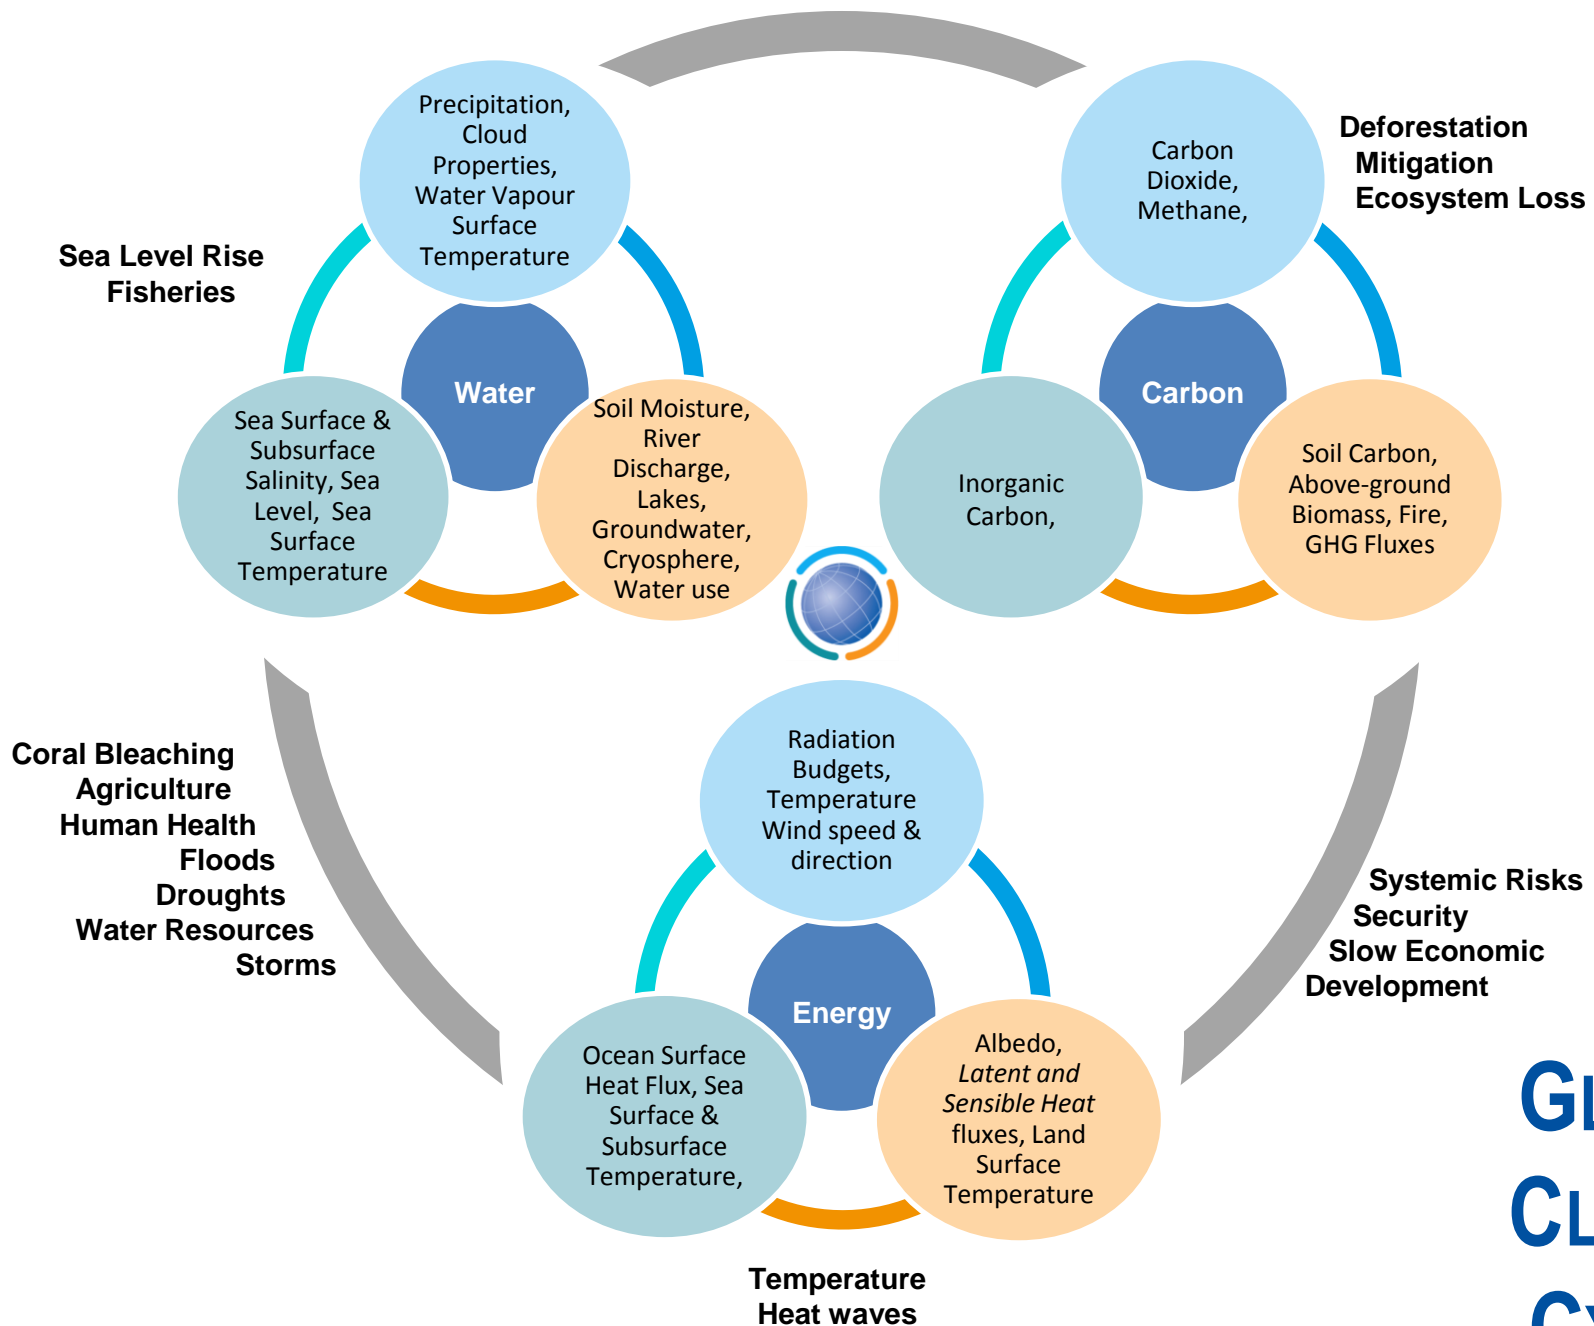 Precipitation,
Cloud
Properties,
Water Vapour
Surface
Temperature
Sea Level Rise
Fisheries
Water
Sea Surface &
Subsurface
Salinity, Sea
Level, Sea
Surface
Temperature
Soil Moisture,
River
Discharge,
Lakes,
Groundwater,
Cryosphere,
Water use
Carbon
Dioxide,
Methane,
Deforestation
Mitigation
Ecosystem Loss
Carbon
Inorganic
Carbon,
Soil Carbon,
Above-ground
Biomass, Fire,
GHG Fluxes
Coral Bleaching
Agriculture
Human Health
Floods
Droughts
Water Resources
Storms
Radiation
Budgets,
Temperature
Wind speed &
direction
Energy
Ocean Surface
Heat Flux, Sea
Surface &
Subsurface
Temperature,
Albedo,
Latent and
Sensible Heat
fluxes, Land
Surface
Temperature
Systemic Risks
Security
Slow Economic
Development
Temperature
Heat waves